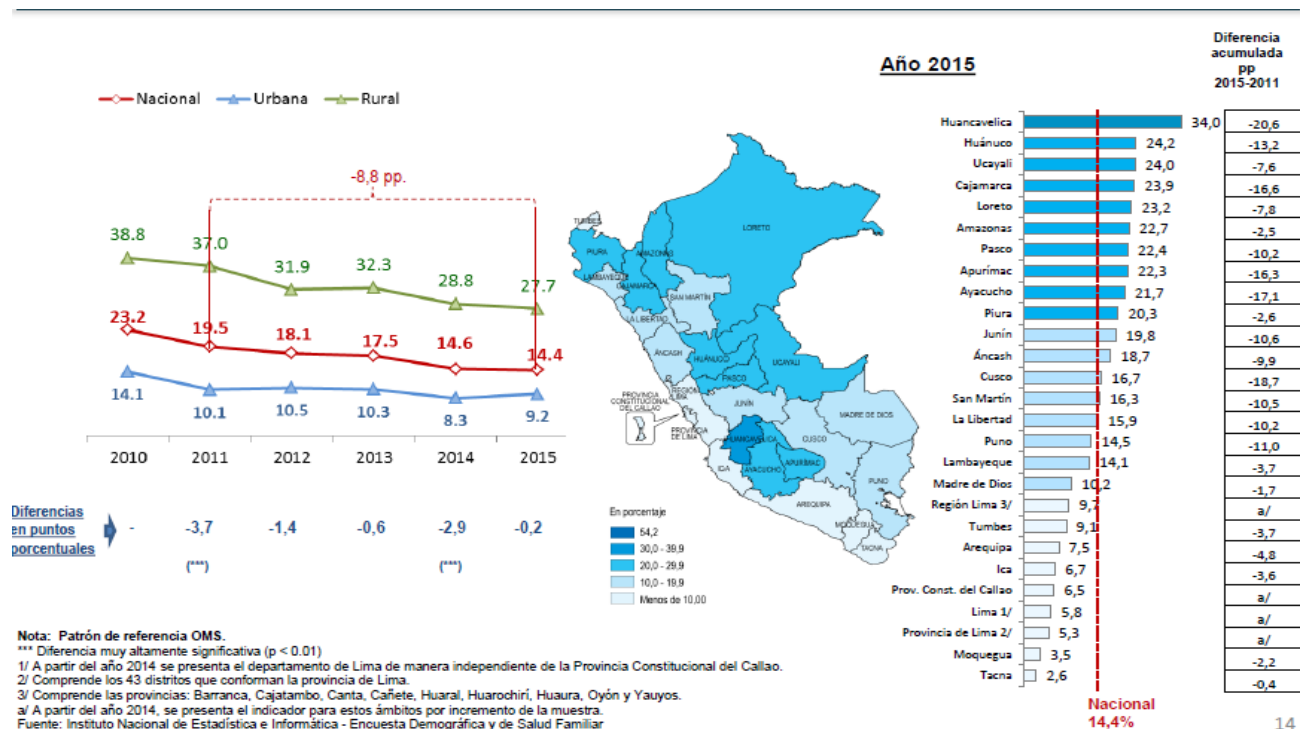 Año 2015
Diferencia
acumulada
pp
2015-2011
Nacional Urbana Rural
-8,8 pp.
38.8 37.0 31.9 32.3 28.8 27.7
23.2 19.5 18.1 17.5 14.6 14.4
14.1 10.1 10.5 10.3 8.3 9.2
2010 2011 2012 2013 2014 2015
Diferencias
en puntos
porcentuales
- -3,7 -1,4 -0,6 -2,9 -0,2
(***) (***)
TUMBES
PIURA
LORETO
AMAZONAS
LAMBAYEQUE
CAJAMARCA
SAN MARTÍN
LA LIBERTAD
ÁNCASH
HUÁNUCO
UCAYALI
PASCO
REGIÓN
LIMA
PROVINCIA
CONSTITUCIONAL
DEL CALLAO
JUNÍN
MADRE DE DIOS
PROVINCIA
DE LIMA
HUANCAVELICA
CUSCO
ICA
AYACUCHO
APURÍMAC
PUNO
AREQUIPA
MOQUEGUA
TACNA
En porcentaje
54,2
30,0 - 39,9
20,0 - 29,9
10,0 - 19,9
Menos de 10,00
Huancavelica 34,0 -20,6
Huánuco 24,2 -13,2
Ucayali 24,0 -7,6
Cajamarca 23,9 -16,6
Loreto 23,2 -7,8
Amazonas 22,7 -2,5
Pasco 22,4 -10,2
Apurímac 22,3 -16,3
Ayacucho 21,7 -17,1
Piura 20,3 -2,6
Junín 19,8 -10,6
Áncash 18,7 -9,9
Cusco 16,7 -18,7
San Martín 16,3 -10,5
La Libertad 15,9 -10,2
Puno 14,5 -11,0
Lambayeque 14,1 -3,7
Madre de Dios 10,2 -1,7
Región Lima 3/ 9,7 a/
Tumbes 9,1 -3,7
Arequipa 7,5 -4,8
Ica 6,7 -3,6
Prov. Const. del Callao 6,5 a/
Lima 1/ 5,8 a/
Provincia de Lima 2/ 5,3 a/
Moquegua 3,5 -2,2
Tacna 2,6 -0,4
Nacional
14,4%
Nota: Patrón de referencia OMS.
*** Diferencia muy altamente significativa (p < 0.01)
1/ A partir del año 2014 se presenta el departamento de Lima de manera independiente de la Provincia Constitucional del Callao.
2/ Comprende los 43 distritos que conforman la provincia de Lima.
3/ Comprende las provincias: Barranca, Cajatambo, Canta, Cañete, Huaral, Huarochirí, Huaura, Oyón y Yauyos.
a/ A partir del año 2014, se presenta el indicador para estos ámbitos por incremento de la muestra.
Fuente: Instituto Nacional de Estadística e Informática - Encuesta Demográfica y de Salud Familiar
14